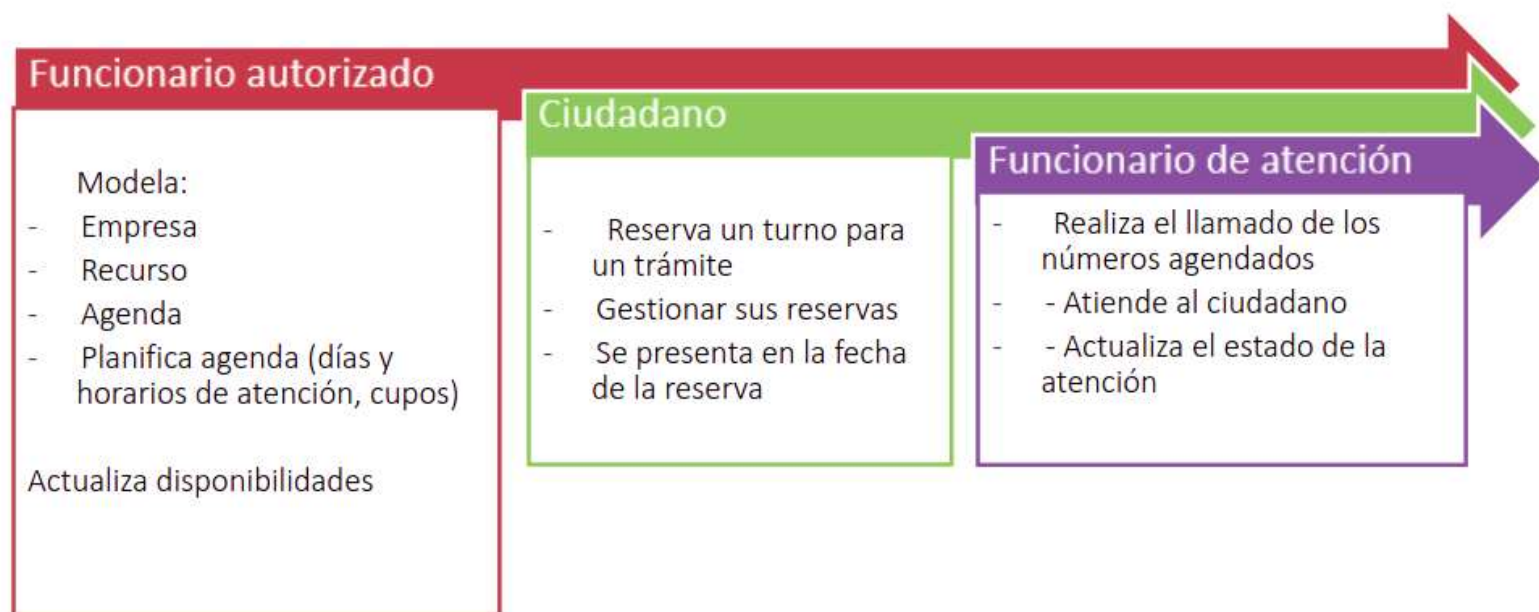 Funcionario autorizado
Modela:
- Empresa
- Recurso
- Agenda
- Planifica agenda (días y
horarios de atención, cupos)
Actualiza disponibilidades
Ciudadano
- Reserva un turno para
un trámite
- Gestionar sus reservas
- Se presenta en la fecha
de la reserva
Funcionario de atención
- Realiza el llamado de los
números agendados
- - Atiende al ciudadano
- - Actualiza el estado de la
atención